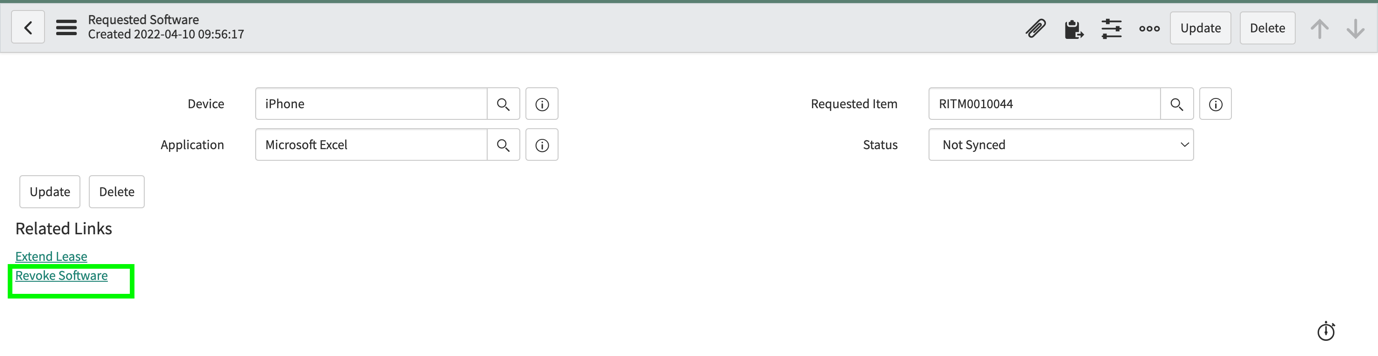 Requested Software
Created 2022-04-10 09:56:17
Update
Delete
Device
iPhone
Requested Item
RITM0010044
Application
Microsoft Excel
Status
Not Synced
Update
Delete
Related Links
Extend Lease
Revoke Software